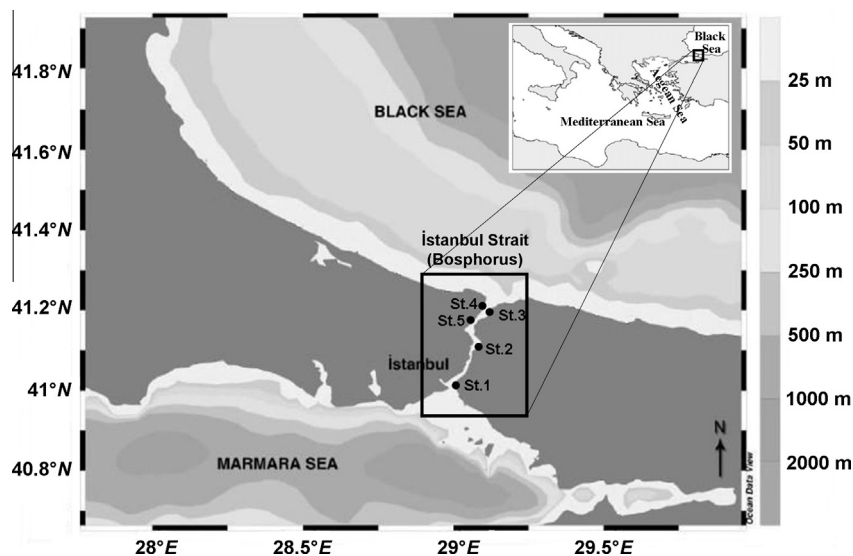 Black
Sea
Aegean Sea
Mediterranean Sea
BLACK SEA
İstanbul Strait
(Bosphorus)
St.4
St.3
St.5
St.2
İstanbul
St.1
MARMARA SEA
N
Ocean Data View
41.8°N
41.6°N
41.4°N
41.2°N
41°N
40.8°N
28°E
28.5°E
29°E
29.5°E
25 m
50 m
100 m
250 m
500 m
1000 m
2000 m